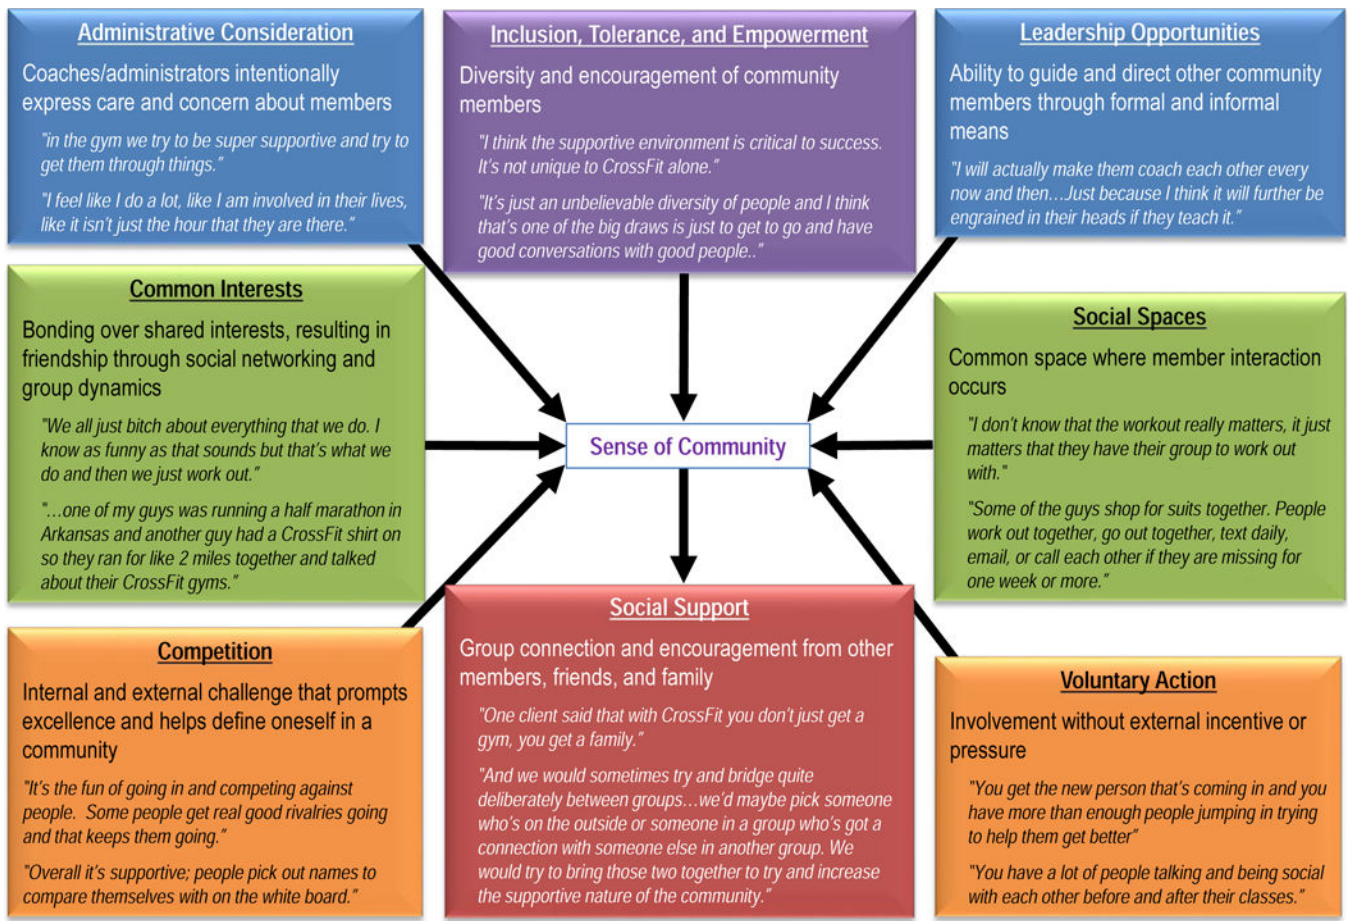 Administrative Consideration
Coaches/administrators intentionally
express care and concern about members
"in the gym we try to be super supportive and try to
get them through things."
"I feel like I do a lot, like I am involved in their lives,
like it isn't just the hour that they are there."
Inclusion, Tolerance, and Empowerment
Diversity and encouragement of community
members
"I think the supportive environment is critical to success.
It's not unique to CrossFit alone."
"It's just an unbelievable diversity of people and I think
that's one of the big draws is just to get to go and have
good conversations with good people.."
Leadership Opportunities
Ability to guide and direct other community
members through formal and informal
means
"I will actually make them coach each other every
now and then…Just because I think it will further be
engrained in their heads if they teach it."
Common Interests
Bonding over shared interests, resulting in
friendship through social networking and
group dynamics
"We all just bitch about everything that we do. I
know as funny as that sounds but that's what we
do and then we just work out."
"…one of my guys was running a half marathon in
Arkansas and another guy had a CrossFit shirt on
so they ran for like 2 miles together and talked
about their CrossFit gyms."
Sense of Community
Social Spaces
Common space where member interaction
occurs
"I don't know that the workout really matters, it just
matters that they have their group to work out
with."
"Some of the guys shop for suits together. People
work out together, go out together, text daily,
email, or call each other if they are missing for
one week or more."
Competition
Internal and external challenge that prompts
excellence and helps define oneself in a
community
"It's the fun of going in and competing against
people.  Some people get real good rivalries going
and that keeps them going."
"Overall it's supportive; people pick out names to
compare themselves with on the white board."
Social Support
Group connection and encouragement from other
members, friends, and family
"One client said that with CrossFit you don't just get a
gym, you get a family."
"And we would sometimes try and bridge quite
deliberately between groups…we'd maybe pick someone
who's on the outside or someone in a group who's got a
connection with someone else in another group. We
would try to bring those two together to try and increase
the supportive nature of the community."
Voluntary Action
Involvement without external incentive or
pressure
"You get the new person that's coming in and you
have more than enough people jumping in trying
to help them get better"
"You have a lot of people talking and being social
with each other before and after their classes."